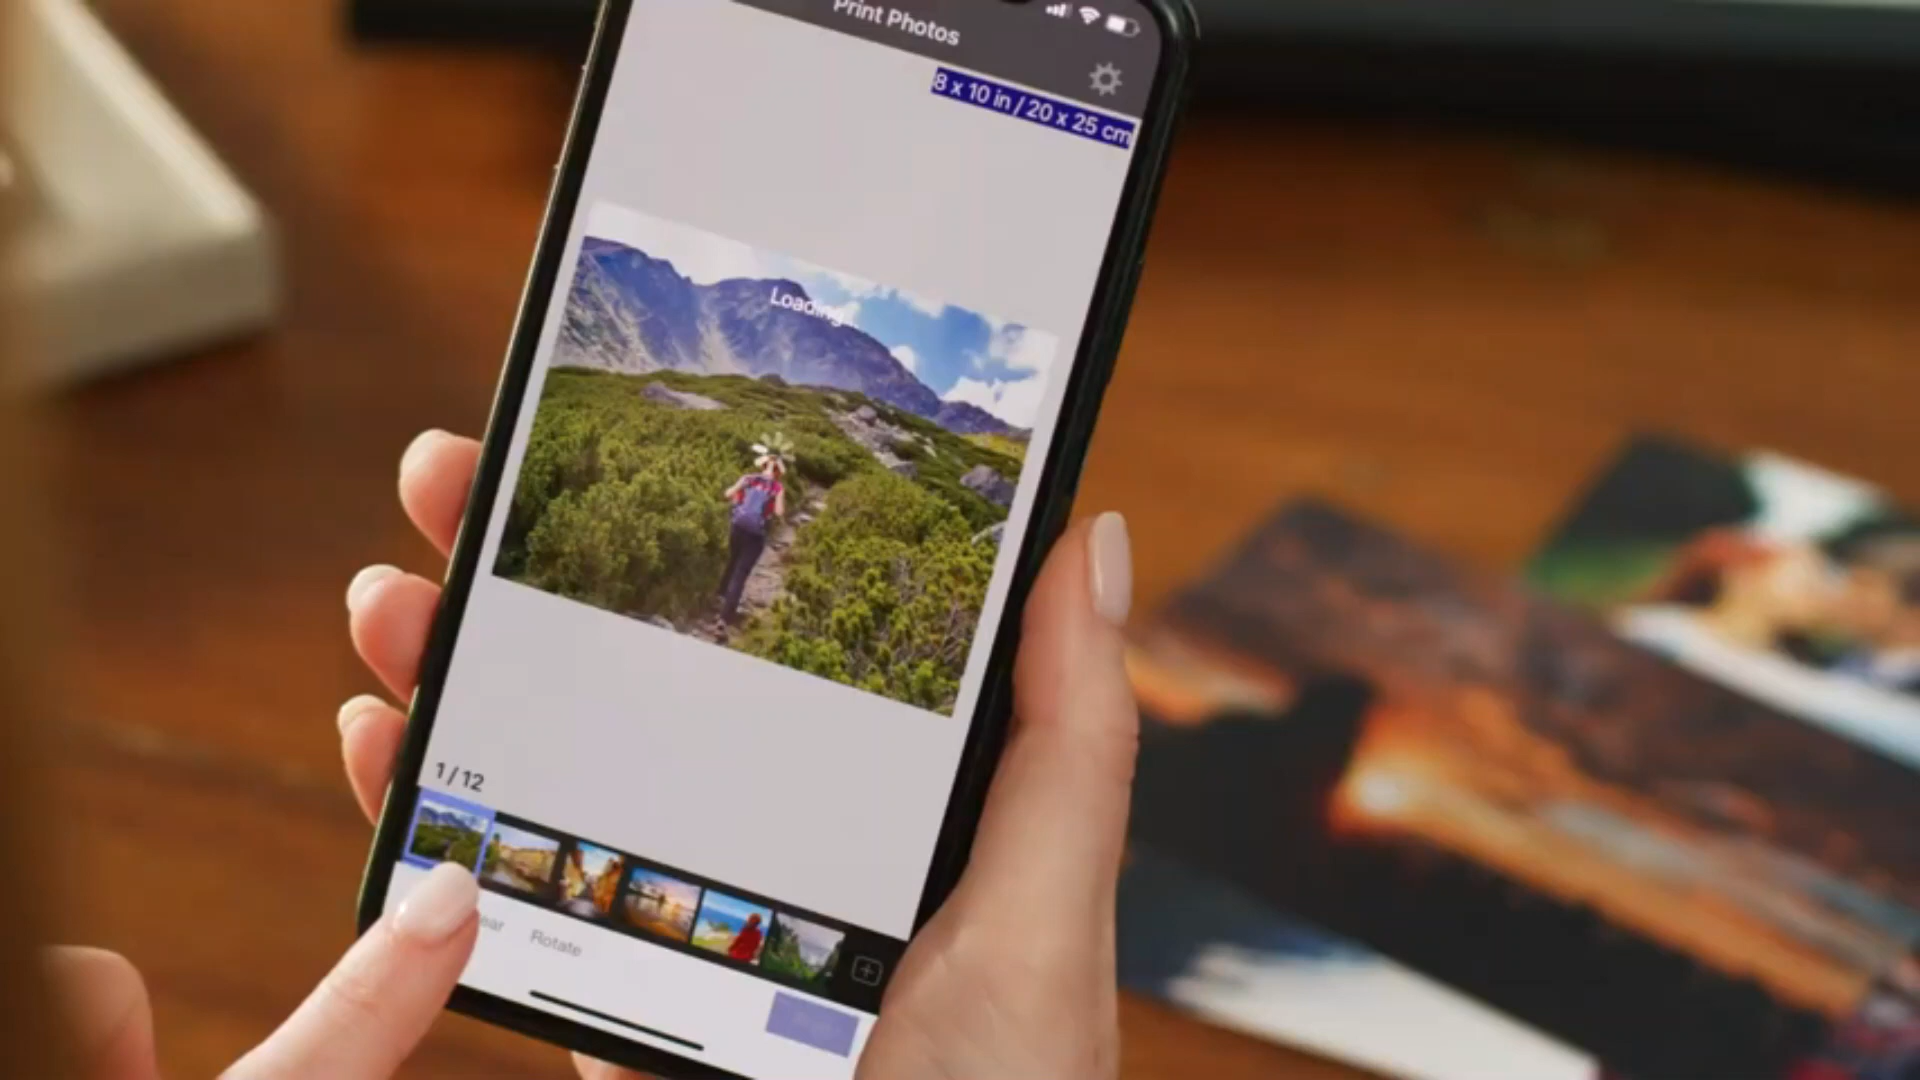 Print Photos
8 x 10 in / 20 x 25 cm
Loading
1 / 12
Rotate